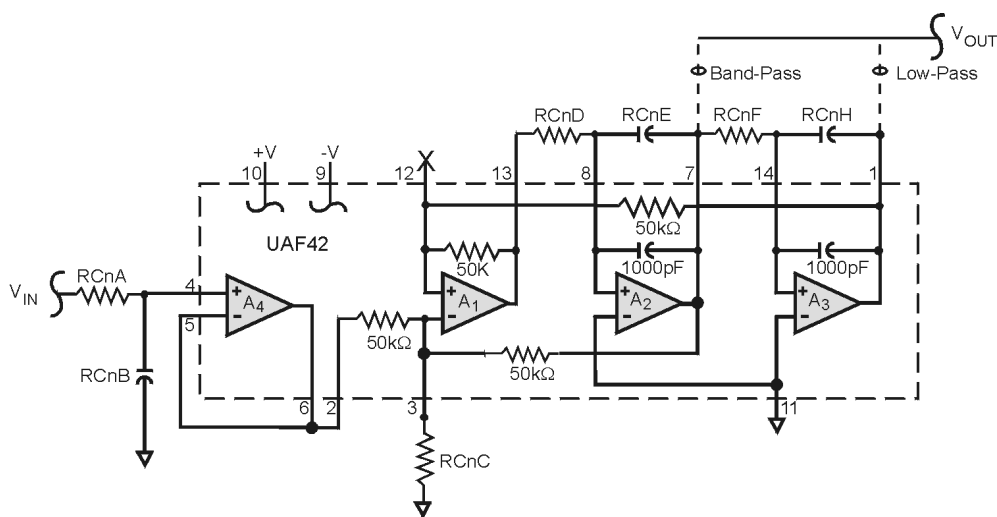 V_OUT
Band-Pass
Low-Pass
RCnD
RCnE
RCnF
RCnH
+V
-V
10
9
12
13
8
7
14
1
50kΩ
UAF42
50K
1000pF
1000pF
RCnA
V_IN
4
+
A4
5
–
+
A1
–
+
A2
–
+
A3
–
50kΩ
50kΩ
RCnB
6
2
3
11
RCnC